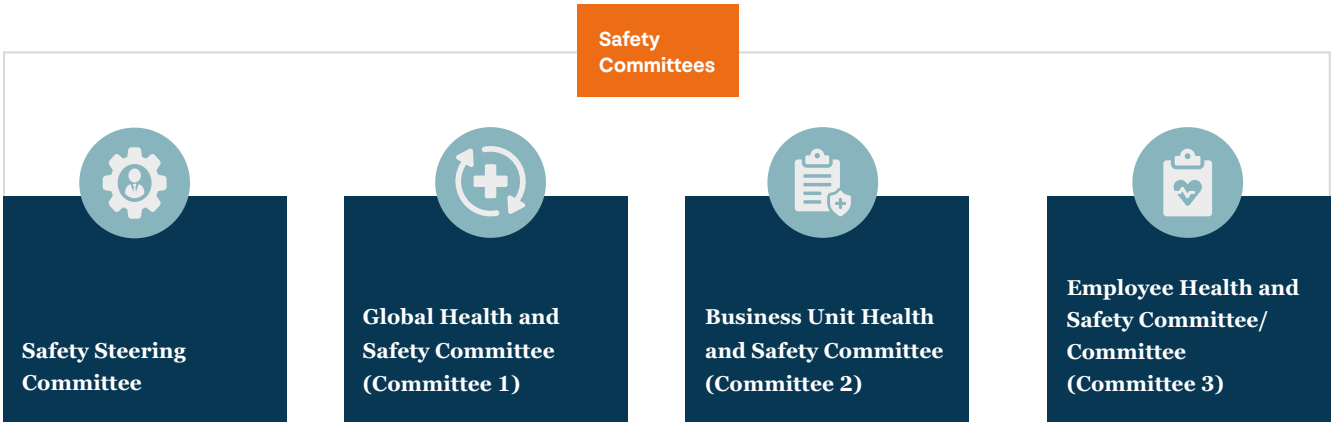 Safety
Committees
Safety Steering
Committee
Global Health and
Safety Committee
(Committee 1)
Business Unit Health
and Safety Committee
(Committee 2)
Employee Health and
Safety Committee/
Committee
(Committee 3)